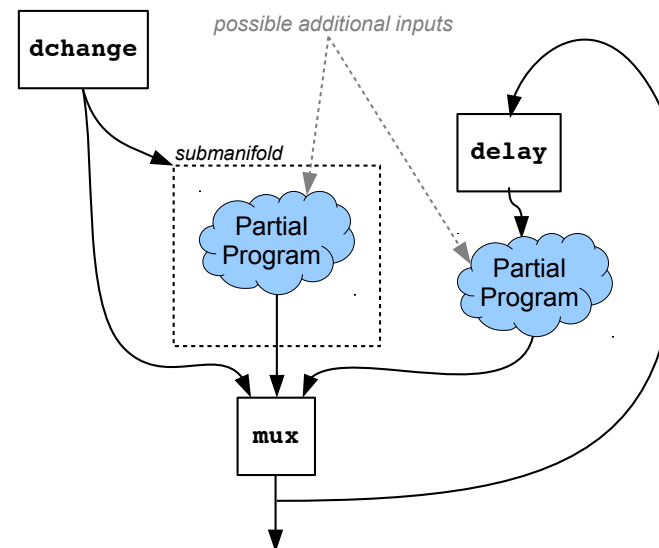 possible additional inputs
dchange
submanifold
delay
Partial
Program
Partial
Program
mux